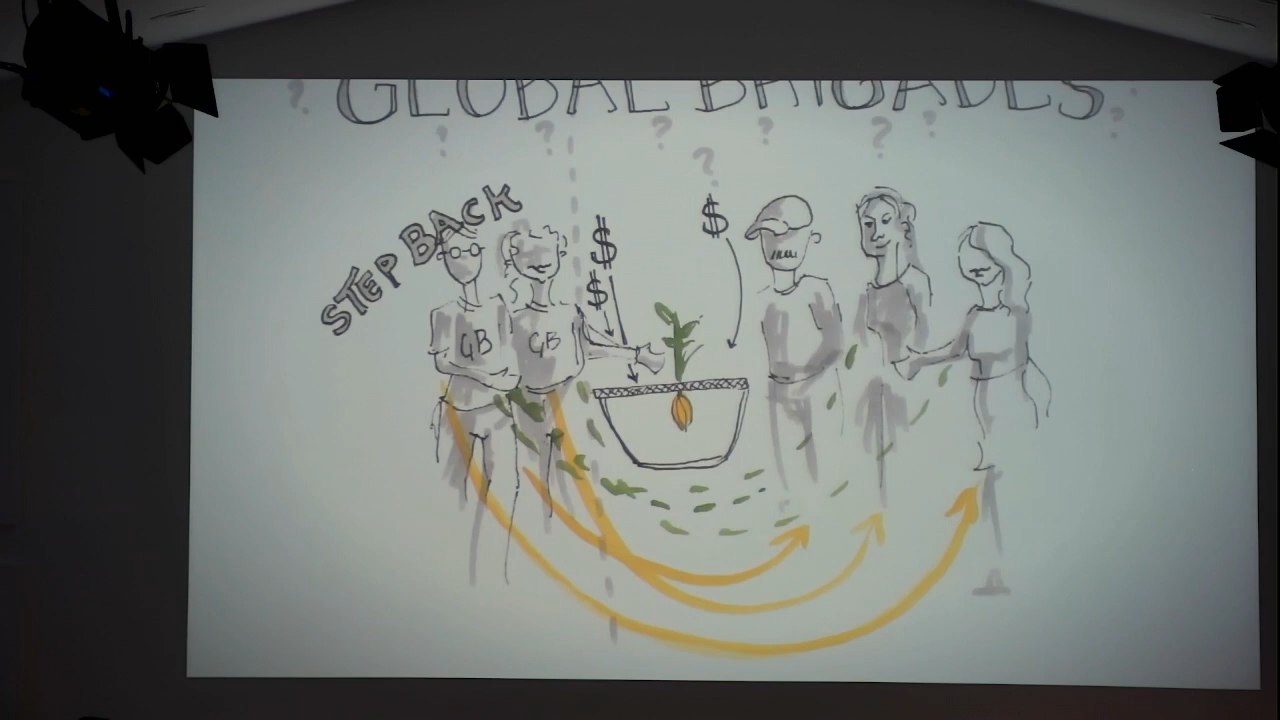 GLOBAL BRIGADES
? ? ? ? ? ? ? ? ?
?
STEP BACK
$ $
$
GB GB